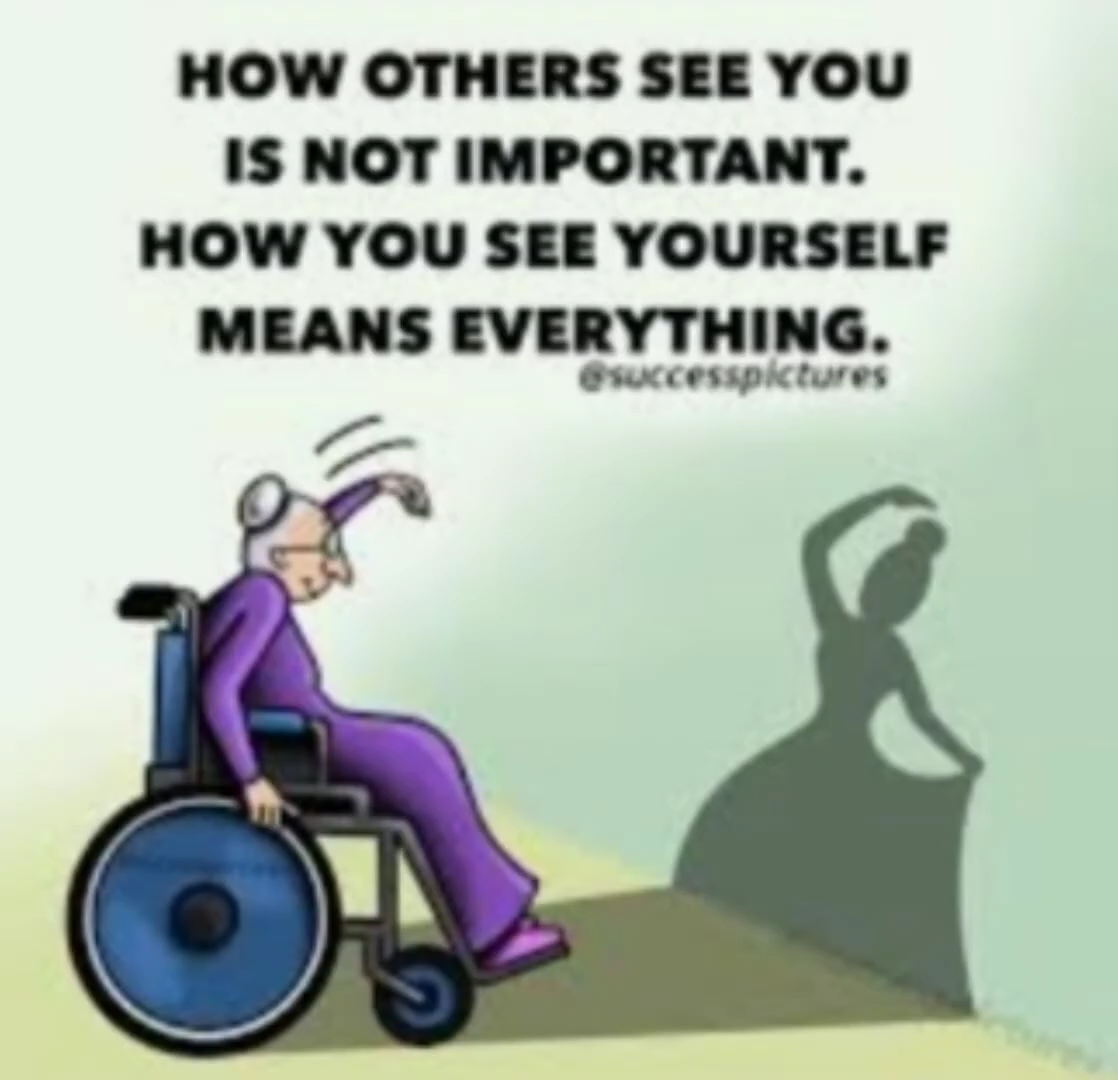 HOW OTHERS SEE YOU
IS NOT IMPORTANT.
HOW YOU SEE YOURSELF
MEANS EVERYTHING.
@successpictures